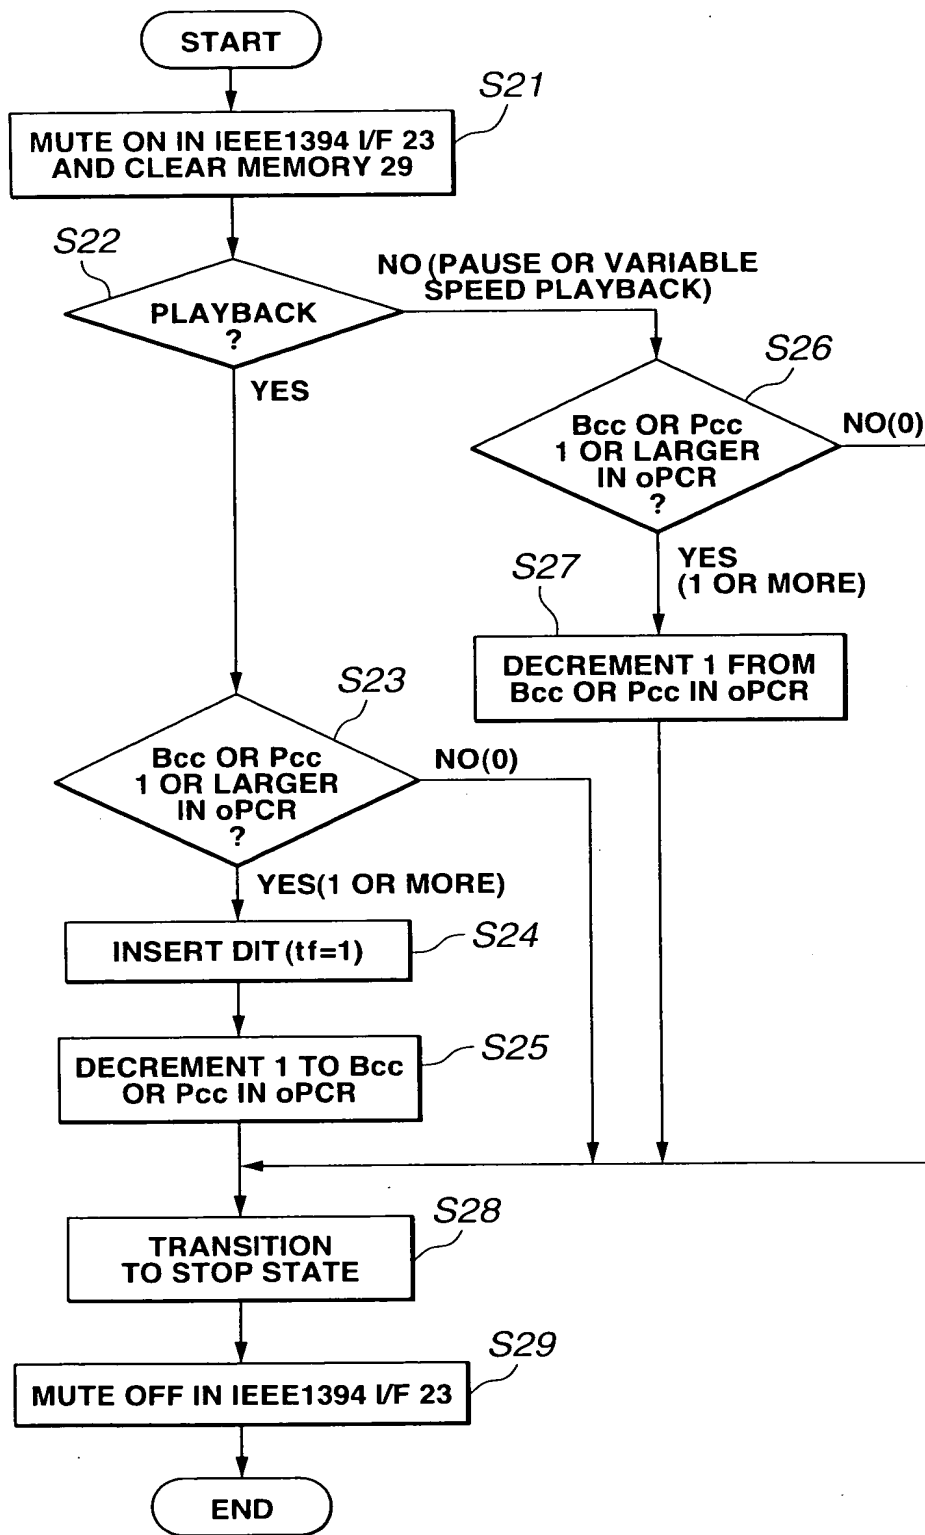 START
S21
MUTE ON IN IEEE1394 I/F 23
AND CLEAR MEMORY 29
S22
NO (PAUSE OR VARIABLE
SPEED PLAYBACK)
PLAYBACK
?
YES
S26
Bcc OR Pcc
1 OR LARGER
IN oPCR
?
NO(0)
YES
(1 OR MORE)
S27
DECREMENT 1 FROM
Bcc OR Pcc IN oPCR
S23
Bcc OR Pcc
1 OR LARGER
IN oPCR
?
NO(0)
YES(1 OR MORE)
INSERT DIT (tf=1)
S24
DECREMENT 1 TO Bcc
OR Pcc IN oPCR
S25
S28
TRANSITION
TO STOP STATE
S29
MUTE OFF IN IEEE1394 I/F 23
END